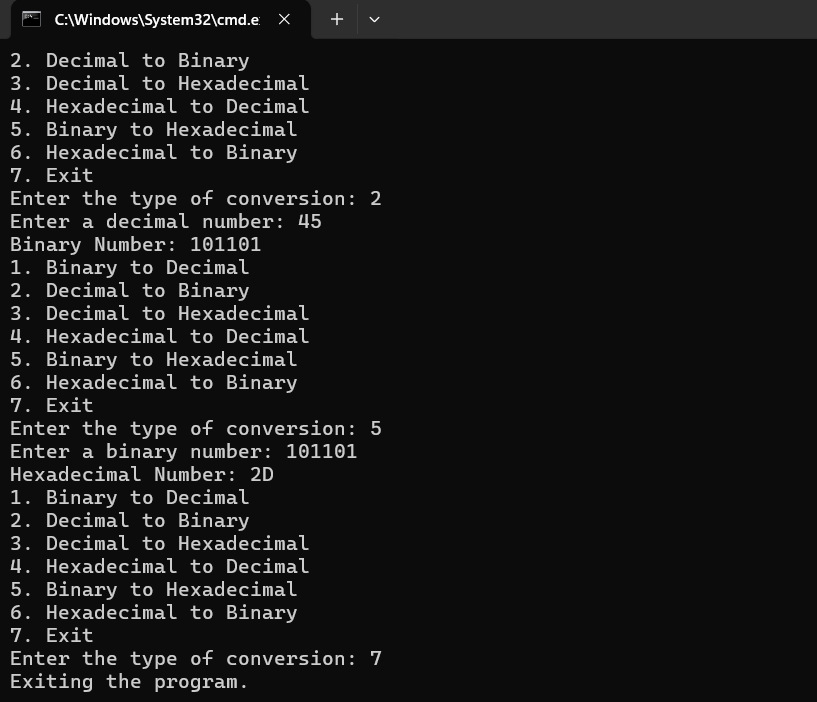 C:\Windows\System32\cmd.e
2. Decimal to Binary
3. Decimal to Hexadecimal
4. Hexadecimal to Decimal
5. Binary to Hexadecimal
6. Hexadecimal to Binary
7. Exit
Enter the type of conversion: 2
Enter a decimal number: 45
Binary Number: 101101
1. Binary to Decimal
2. Decimal to Binary
3. Decimal to Hexadecimal
4. Hexadecimal to Decimal
5. Binary to Hexadecimal
6. Hexadecimal to Binary
7. Exit
Enter the type of conversion: 5
Enter a binary number: 101101
Hexadecimal Number: 2D
1. Binary to Decimal
2. Decimal to Binary
3. Decimal to Hexadecimal
4. Hexadecimal to Decimal
5. Binary to Hexadecimal
6. Hexadecimal to Binary
7. Exit
Enter the type of conversion: 7
Exiting the program.